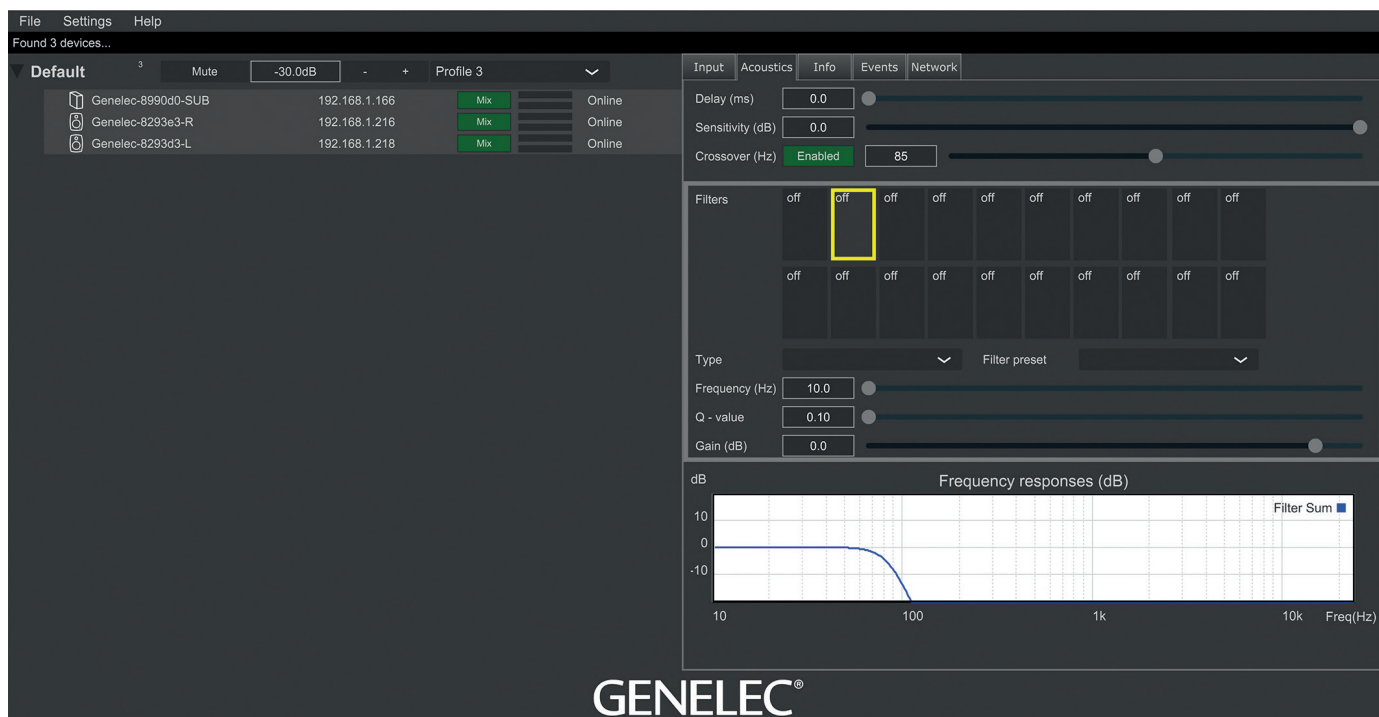 File Settings Help
Found 3 devices...
Default 3 Mute -30.0dB - + Profile 3
Genelec-8990d0-SUB 192.168.1.166 Mix Online
Genelec-8293e3-R 192.168.1.216 Mix Online
Genelec-8293d3-L 192.168.1.218 Mix Online
Input Acoustics Info Events Network
Delay (ms) 0.0
Sensitivity (dB) 0.0
Crossover (Hz) Enabled 85
Filters off off off off off off off off off off
off off off off off off off off off off
Type Filter preset
Frequency (Hz) 10.0
Q - value 0.10
Gain (dB) 0.0
dB Frequency responses (dB)
Filter Sum
10
0
-10
10 100 1k 10k Freq(Hz)
GENELEC®